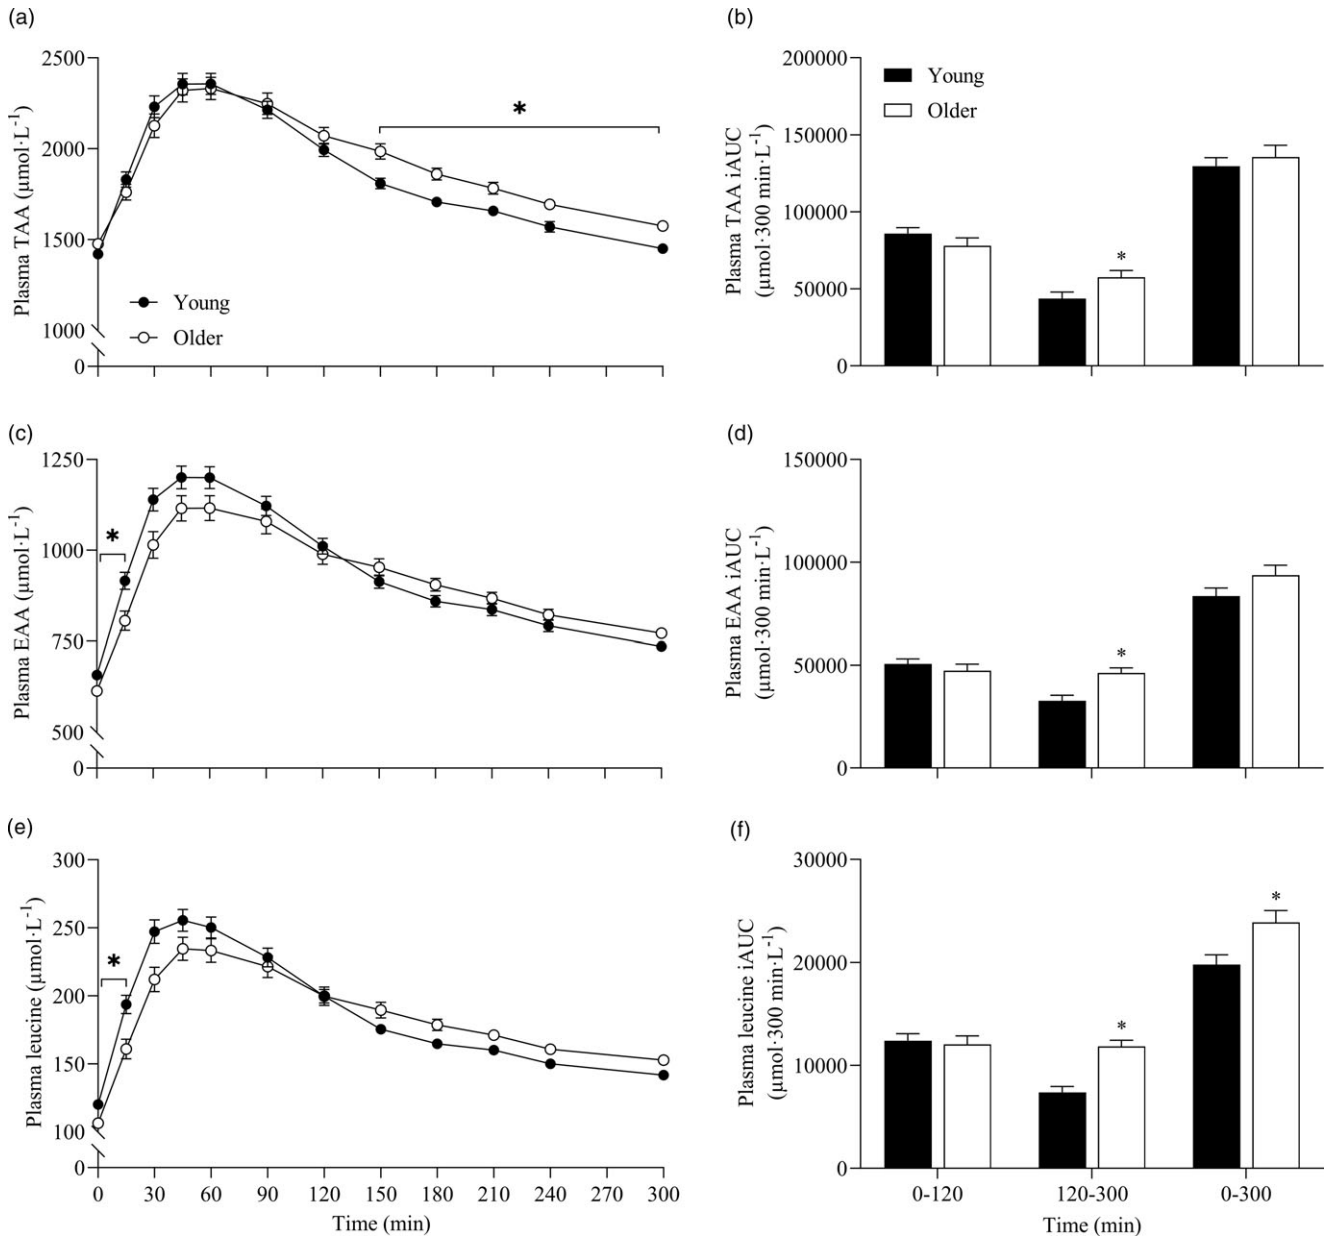 (a)
Plasma TAA (µmol·L⁻¹)
2500
2000
1500
1000
0
*
Young
Older
(b)
Plasma TAA iAUC
(µmol·300 min·L⁻¹)
200000
150000
100000
50000
0
Young
Older
*
(c)
Plasma EAA (µmol·L⁻¹)
1250
1000
750
500
0
*
(d)
Plasma EAA iAUC
(µmol·300 min·L⁻¹)
150000
100000
50000
0
*
(e)
Plasma leucine (µmol·L⁻¹)
300
250
200
150
100
0
*
0 30 60 90 120 150 180 210 240 270 300
Time (min)
(f)
Plasma leucine iAUC
(µmol·300 min·L⁻¹)
30000
20000
10000
0
*
*
0-120 120-300 0-300
Time (min)